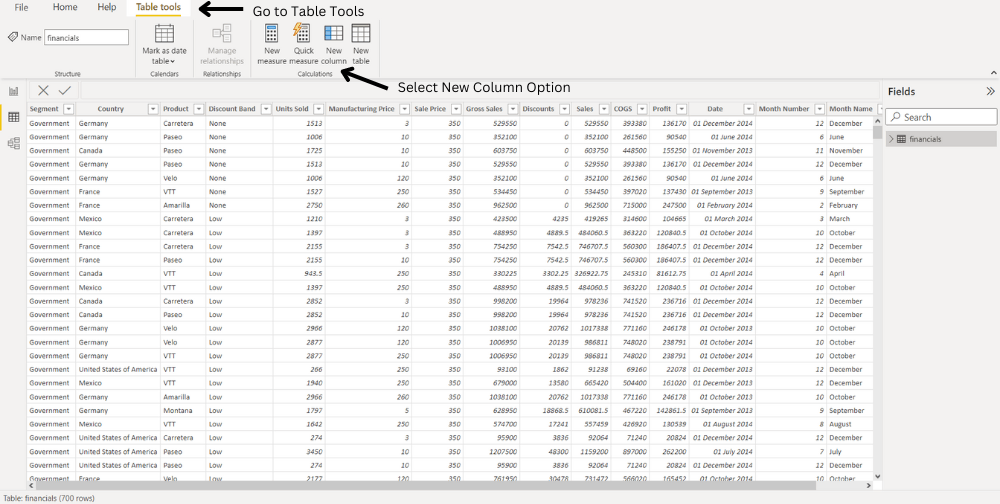 File Home Help Table tools Go to Table Tools
Name financials
Mark as date table
Manage relationships
New measure Quick measure New column New table
Structure Calendars Relationships Calculations
Select New Column Option
Fields
Search
financials
Segment Country Product Discount Band Units Sold Manufacturing Price Sale Price Gross Sales Discounts Sales COGS Profit Date Month Number Month Name
Government Germany Carretera None 1513 3 350 529550 0 529550 393380 136170 01 December 2014 12 December
Government Germany Paseo None 1006 10 350 352100 0 352100 261560 90540 01 June 2014 6 June
Government Canada Paseo None 1725 10 350 603750 0 603750 448500 155250 01 November 2013 11 November
Government Germany Paseo None 1513 10 350 529550 0 529550 393380 136170 01 December 2014 12 December
Government Germany Velo None 1006 120 350 352100 0 352100 261560 90540 01 June 2014 6 June
Government France VTT None 1527 250 350 534450 0 534450 397020 137430 01 September 2013 9 September
Government France Amarilla None 2750 260 350 962500 0 962500 715000 247500 01 February 2014 2 February
Government Mexico Carretera Low 1210 3 350 423500 4235 419265 314600 104665 01 March 2014 3 March
Government Mexico Carretera Low 1397 3 350 488950 4889.5 484060.5 363220 120840.5 01 October 2014 10 October
Government France Carretera Low 2155 3 350 754250 7542.5 746707.5 560300 186407.5 01 December 2014 12 December
Government France Paseo Low 2155 10 350 754250 7542.5 746707.5 560300 186407.5 01 December 2014 12 December
Government Canada VTT Low 943.5 250 350 330225 3302.25 326922.75 245310 81612.75 01 April 2014 4 April
Government Mexico VTT Low 1397 250 350 488950 4889.5 484060.5 363220 120840.5 01 October 2014 10 October
Government Canada Carretera Low 2852 3 350 998200 19964 978236 741520 236716 01 December 2014 12 December
Government Canada Paseo Low 2852 10 350 998200 19964 978236 741520 236716 01 December 2014 12 December
Government Germany Velo Low 2966 120 350 1038100 20762 1017338 771160 246178 01 October 2013 10 October
Government Germany Velo Low 2877 120 350 1006950 20139 986811 748020 238791 01 October 2014 10 October
Government Germany VTT Low 2877 250 350 1006950 20139 986811 748020 238791 01 October 2014 10 October
Government United States of America VTT Low 266 250 350 93100 1862 91238 69160 22078 01 December 2013 12 December
Government Mexico VTT Low 1940 250 350 679000 13580 665420 504400 161020 01 December 2013 12 December
Government Germany Amarilla Low 2966 260 350 1038100 20762 1017338 771160 246178 01 October 2013 10 October
Government Germany Montana Low 1797 5 350 628950 18868.5 610081.5 467220 142861.5 01 September 2013 9 September
Government Mexico VTT Low 1642 250 350 574700 17241 557459 426920 130539 01 August 2014 8 August
Government United States of America Carretera Low 274 3 350 95900 3836 92064 71240 20824 01 December 2014 12 December
Government United States of America Paseo Low 3450 10 350 1207500 48300 1159200 897000 262200 01 July 2014 7 July
Government United States of America Paseo Low 274 10 350 95900 3836 92064 71240 20824 01 December 2014 12 December
Government France Velo Low 2177 120 350 761950 30478 731472 566020 165452 01 October 2014 10 October
Table: financials (700 rows)